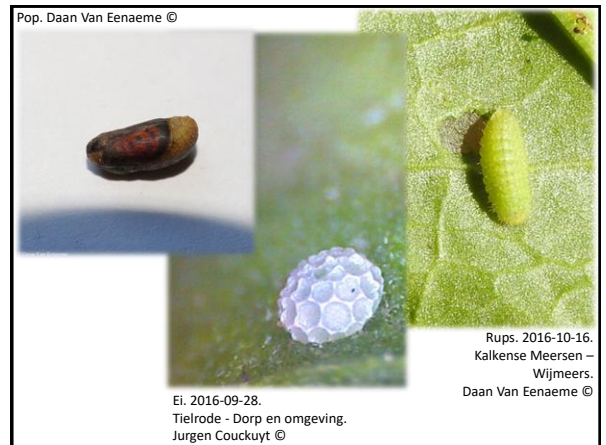 Pop. Daan Van Eenaeme ©
Rups. 2016-10-16.
Kalkense Meersen –
Wijmeers.
Daan Van Eenaeme ©
Ei. 2016-09-28.
Tielrode - Dorp en omgeving.
Jurgen Couckuyt ©